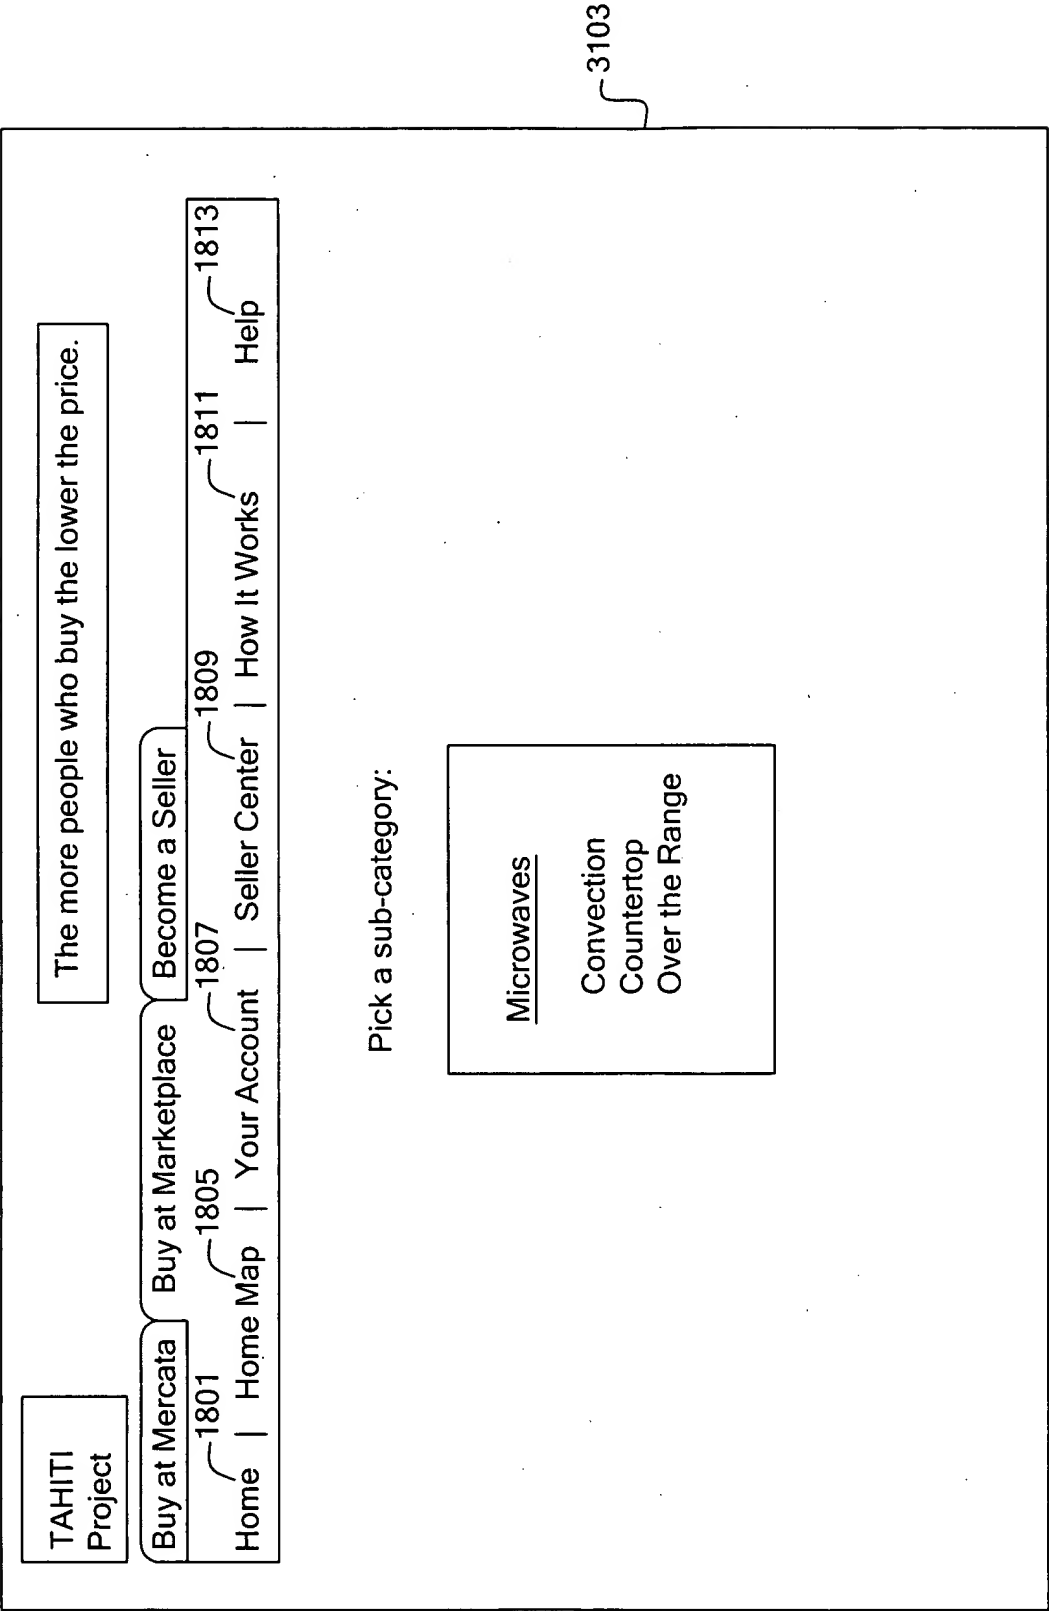 TAHITI
Project
The more people who buy the lower the price.
Buy at Mercata
Buy at Marketplace
Become a Seller
1801
1805
1807
1809
1811
1813
Home | Home Map | Your Account | Seller Center | How It Works | Help
Pick a sub-category:
Microwaves
Convection
Countertop
Over the Range
3103